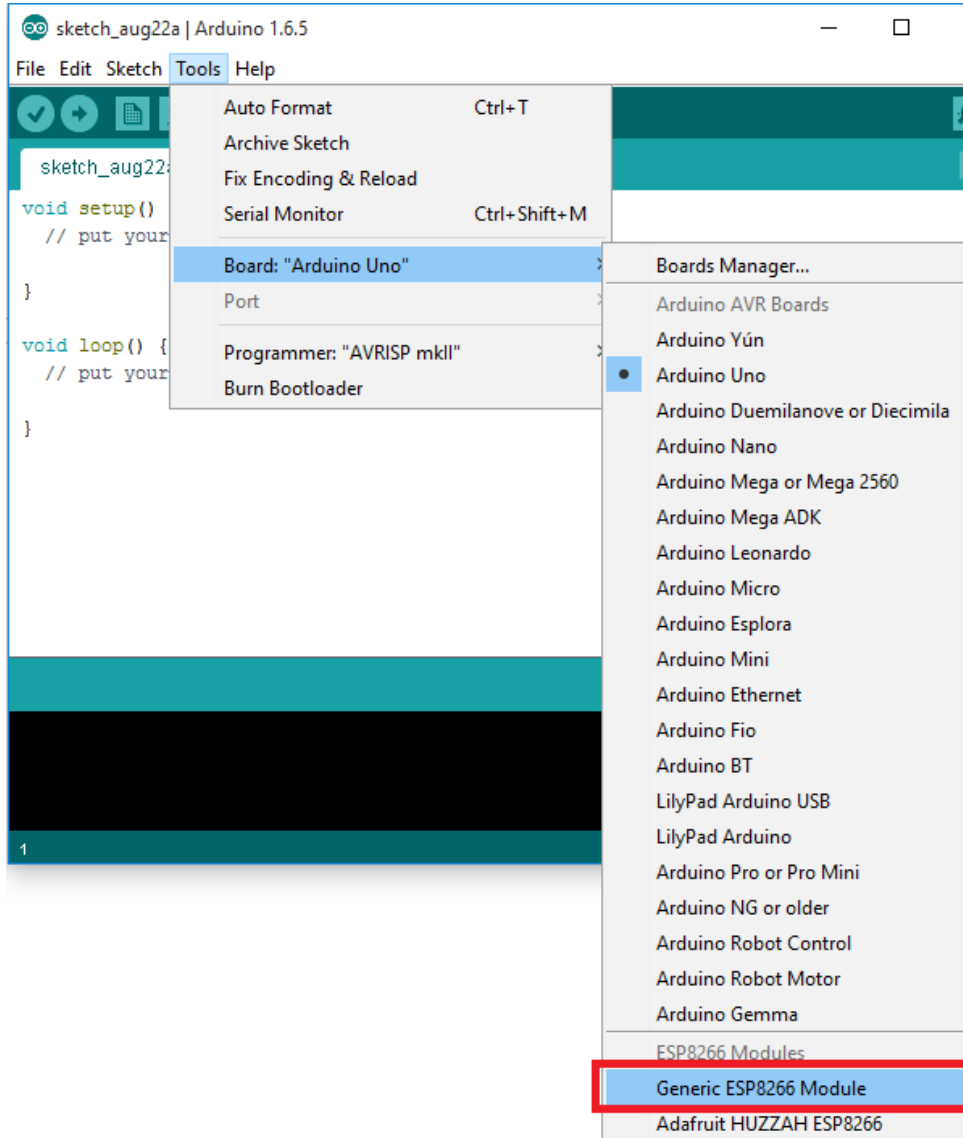 sketch_aug22a | Arduino 1.6.5
File Edit Sketch Tools Help
Auto Format Ctrl+T
Archive Sketch
Fix Encoding & Reload
Serial Monitor Ctrl+Shift+M
Board: "Arduino Uno"
Port
Programmer: "AVRISP mkII"
Burn Bootloader
sketch_aug22a
void setup()
// put your
}
void loop() {
// put your
}
1
Boards Manager...
Arduino AVR Boards
Arduino Yún
Arduino Uno
Arduino Duemilanove or Diecimila
Arduino Nano
Arduino Mega or Mega 2560
Arduino Mega ADK
Arduino Leonardo
Arduino Micro
Arduino Esplora
Arduino Mini
Arduino Ethernet
Arduino Fio
Arduino BT
LilyPad Arduino USB
LilyPad Arduino
Arduino Pro or Pro Mini
Arduino NG or older
Arduino Robot Control
Arduino Robot Motor
Arduino Gemma
ESP8266 Modules
Generic ESP8266 Module
Adafruit HUZZAH ESP8266